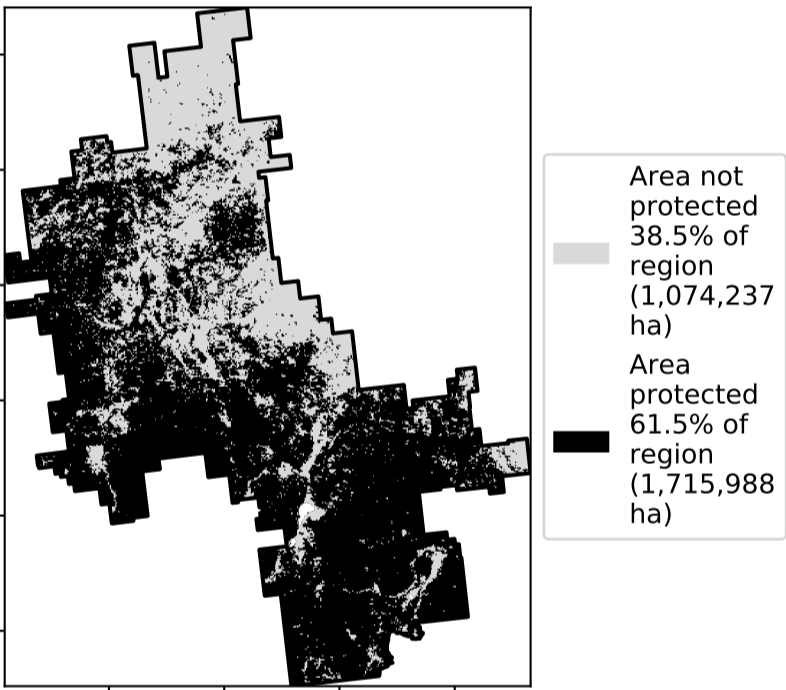 Area not
protected
38.5% of
region
(1,074,237
ha)
Area
protected
61.5% of
region
(1,715,988
ha)